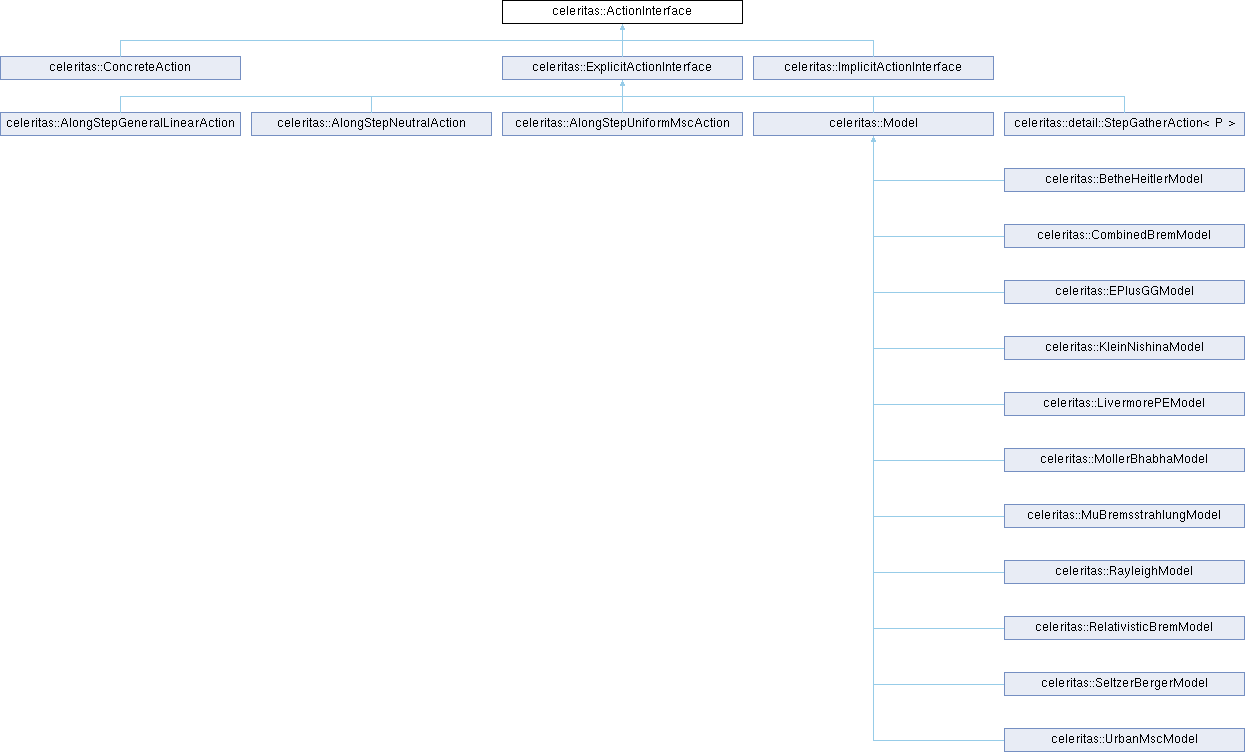 celeritas::ActionInterface
celeritas::ConcreteAction
celeritas::ExplicitActionInterface
celeritas::ImplicitActionInterface
celeritas::AlongStepGeneralLinearAction
celeritas::AlongStepNeutralAction
celeritas::AlongStepUniformMscAction
celeritas::Model
celeritas::detail::StepGatherAction< P >
celeritas::BetheHeitlerModel
celeritas::CombinedBremModel
celeritas::EPlusGGModel
celeritas::KleinNishinaModel
celeritas::LivermorePEModel
celeritas::MollerBhabhaModel
celeritas::MuBremsstrahlungModel
celeritas::RayleighModel
celeritas::RelativisticBremModel
celeritas::SeltzerBergerModel
celeritas::UrbanMscModel